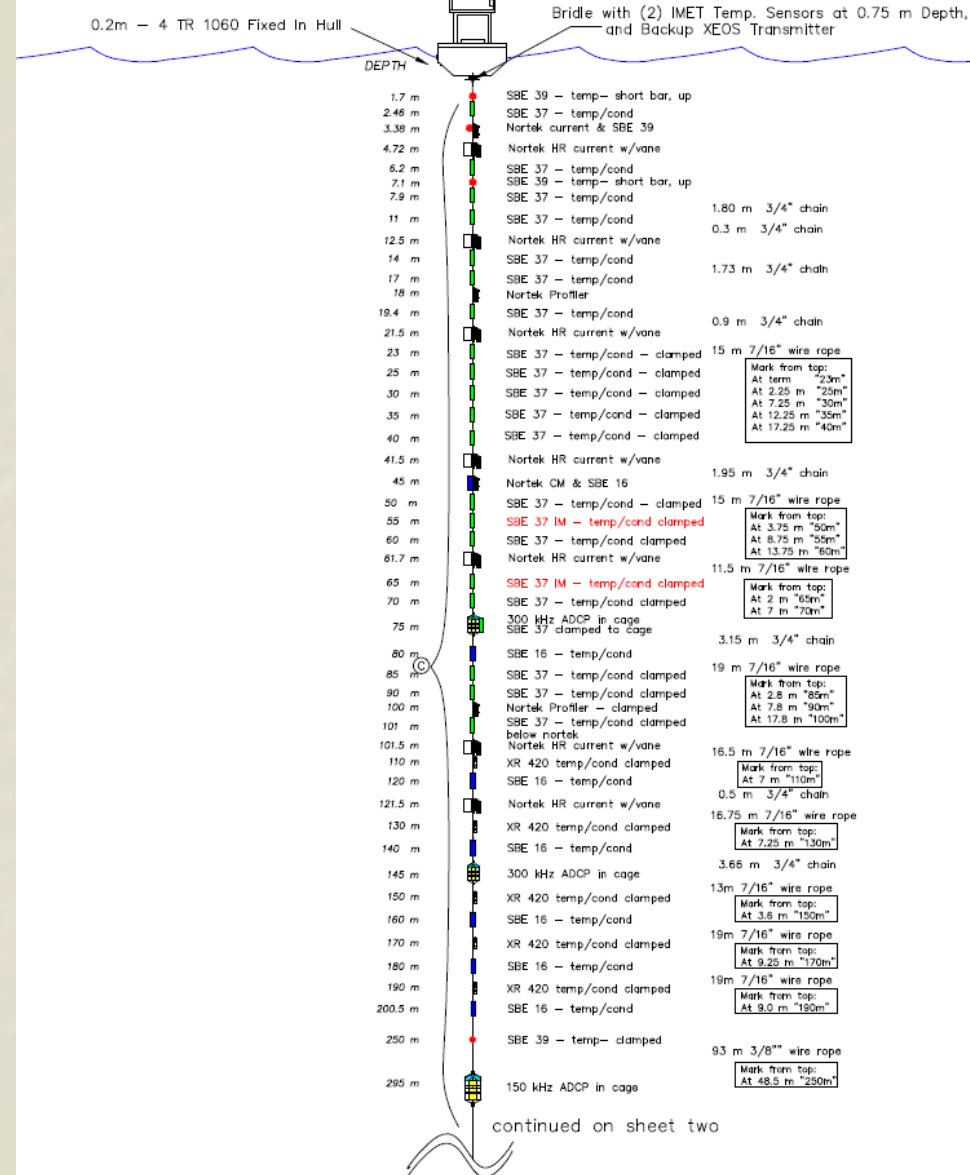 0.2m – 4 TR 1060 Fixed In Hull
Bridle with (2) IMET Temp. Sensors at 0.75 m Depth,
and Backup XEOS Transmitter
DEPTH
1.7 m SBE 39 – temp– short bar, up
2.46 m SBE 37 – temp/cond
3.38 m Nortek current & SBE 39
4.72 m Nortek HR current w/vane
6.2 m SBE 37 – temp/cond
7.1 m SBE 39 – temp– short bar, up
7.9 m SBE 37 – temp/cond
1.80 m 3/4" chain
11 m SBE 37 – temp/cond
0.3 m 3/4" chain
12.5 m Nortek HR current w/vane
14 m SBE 37 – temp/cond
1.73 m 3/4" chain
17 m SBE 37 – temp/cond
18 m Nortek Profiler
19.4 m SBE 37 – temp/cond
0.9 m 3/4" chain
21.5 m Nortek HR current w/vane
23 m SBE 37 – temp/cond – clamped
15 m 7/16" wire rope
Mark from top:
At term "23m"
At 2.25 m "25m"
At 7.25 m "30m"
At 12.25 m "35m"
At 17.25 m "40m"
25 m SBE 37 – temp/cond – clamped
30 m SBE 37 – temp/cond – clamped
35 m SBE 37 – temp/cond – clamped
40 m SBE 37 – temp/cond – clamped
41.5 m Nortek HR current w/vane
1.95 m 3/4" chain
45 m Nortek CM & SBE 16
50 m SBE 37 – temp/cond – clamped
15 m 7/16" wire rope
Mark from top:
At 3.75 m "50m"
At 8.75 m "55m"
At 13.75 m "60m"
55 m SBE 37 IM – temp/cond clamped
60 m SBE 37 – temp/cond clamped
61.7 m Nortek HR current w/vane
11.5 m 7/16" wire rope
Mark from top:
At 2 m "65m"
At 7 m "70m"
65 m SBE 37 IM – temp/cond clamped
70 m SBE 37 – temp/cond clamped
75 m 300 kHz ADCP in cage
SBE 37 clamped to cage
3.15 m 3/4" chain
80 m SBE 16 – temp/cond
C
19 m 7/16" wire rope
Mark from top:
At 2.8 m "85m"
At 7.8 m "90m"
At 17.8 m "100m"
85 m SBE 37 – temp/cond clamped
90 m SBE 37 – temp/cond clamped
100 m Nortek Profiler – clamped
101 m SBE 37 – temp/cond clamped
below nortek
101.5 m Nortek HR current w/vane
16.5 m 7/16" wire rope
Mark from top:
At 7 m "110m"
110 m XR 420 temp/cond clamped
120 m SBE 16 – temp/cond
0.5 m 3/4" chain
121.5 m Nortek HR current w/vane
16.75 m 7/16" wire rope
Mark from top:
At 7.25 m "130m"
130 m XR 420 temp/cond clamped
140 m SBE 16 – temp/cond
3.66 m 3/4" chain
145 m 300 kHz ADCP in cage
13m 7/16" wire rope
Mark from top:
At 3.6 m "150m"
150 m XR 420 temp/cond clamped
160 m SBE 16 – temp/cond
19m 7/16" wire rope
Mark from top:
At 9.25 m "170m"
170 m XR 420 temp/cond clamped
180 m SBE 16 – temp/cond
19m 7/16" wire rope
Mark from top:
At 9.0 m "190m"
190 m XR 420 temp/cond clamped
200.5 m SBE 16 – temp/cond
250 m SBE 39 – temp– clamped
93 m 3/8"" wire rope
Mark from top:
At 48.5 m "250m"
295 m 150 kHz ADCP in cage
continued on sheet two